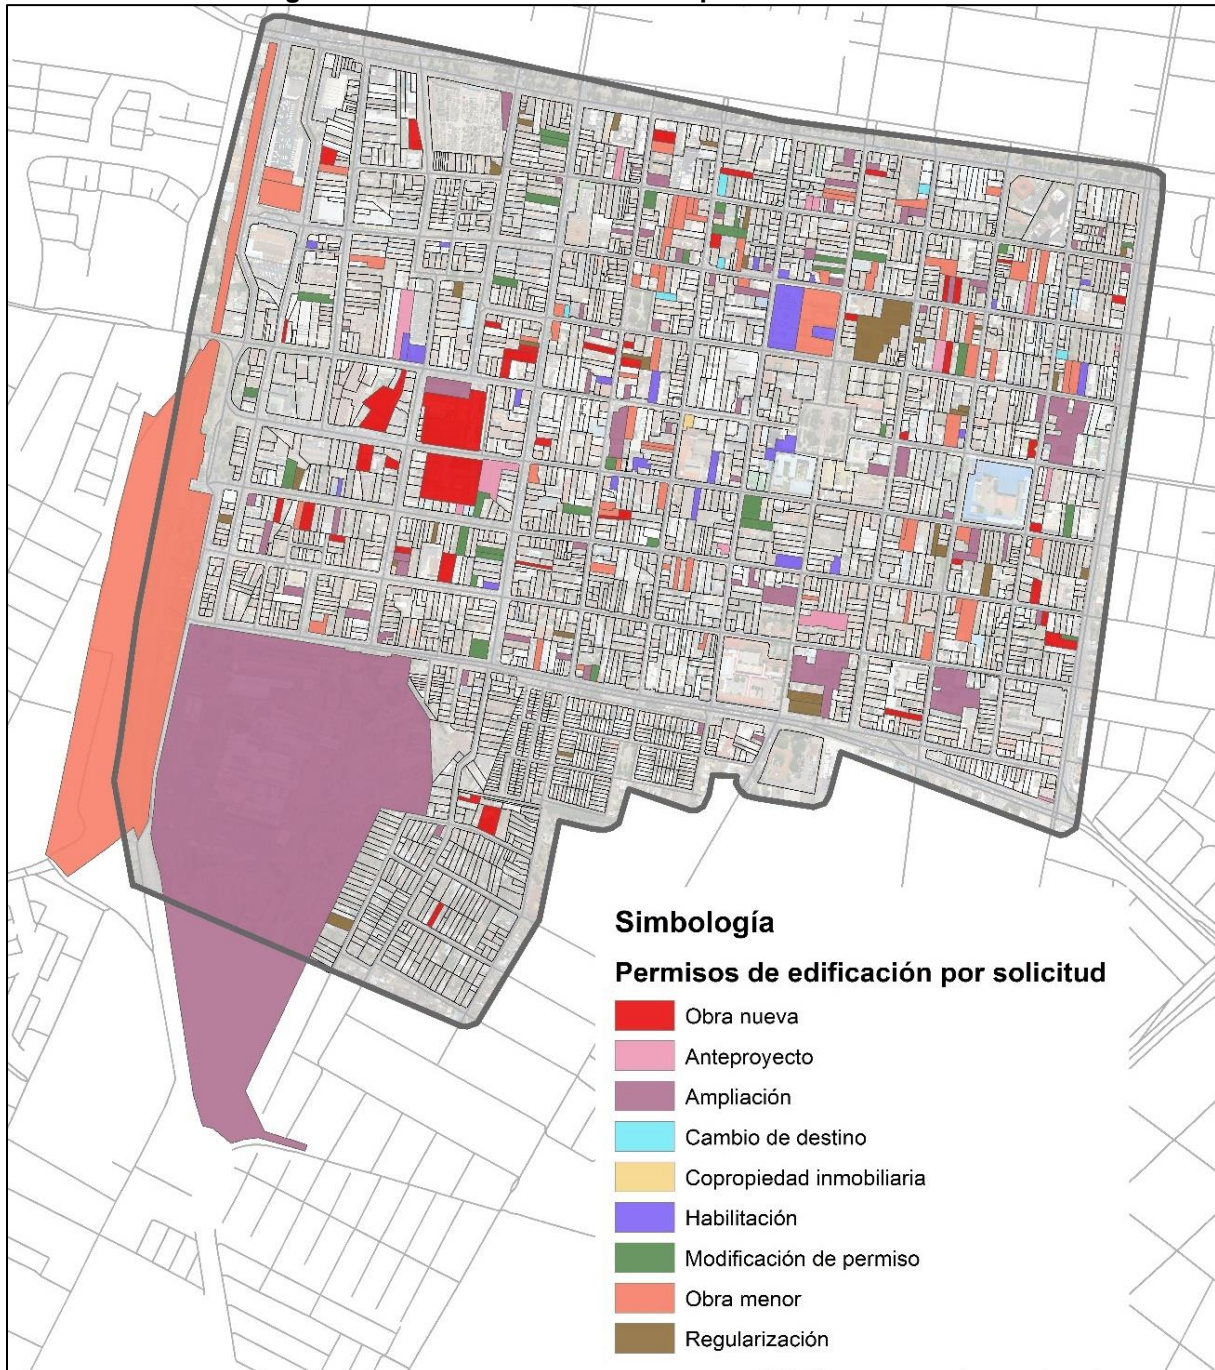 Simbología
Permisos de edificación por solicitud
Obra nueva
Anteproyecto
Ampliación
Cambio de destino
Copropiedad inmobiliaria
Habilitación
Modificación de permiso
Obra menor
Regularización